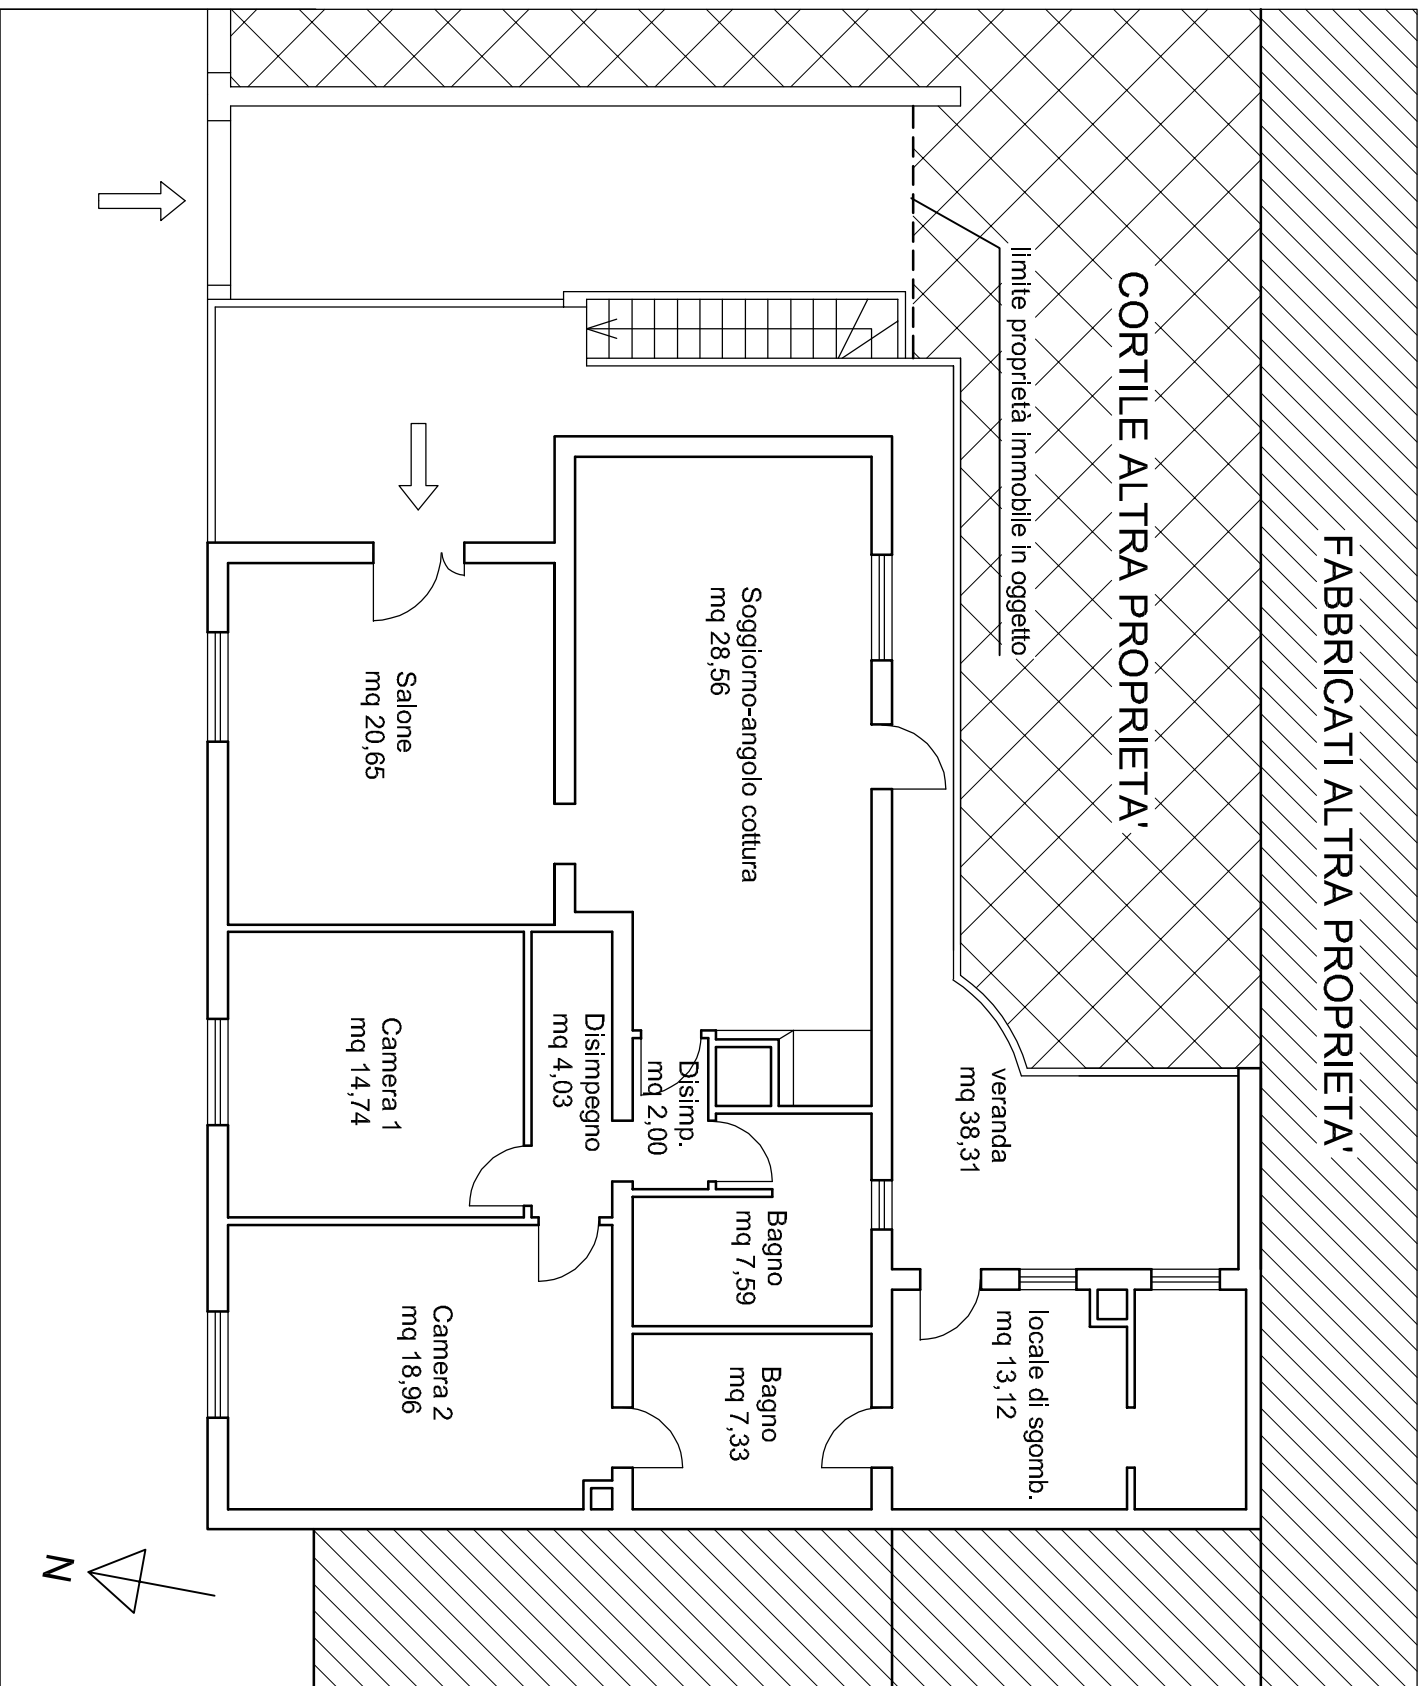 FABBRICATI ALTRA PROPRIETA'
CORTILE ALTRA PROPRIETA'
limite proprietà immobile in oggetto
veranda
mq 38,31
locale di sgomb.
mq 13,12
Soggiorno-angolo cottura
mq 28,56
Disimp.
mq 2,00
Bagno
mq 7,59
Bagno
mq 7,33
Disimpegno
mq 4,03
Salone
mq 20,65
Camera 1
mq 14,74
Camera 2
mq 18,96
N